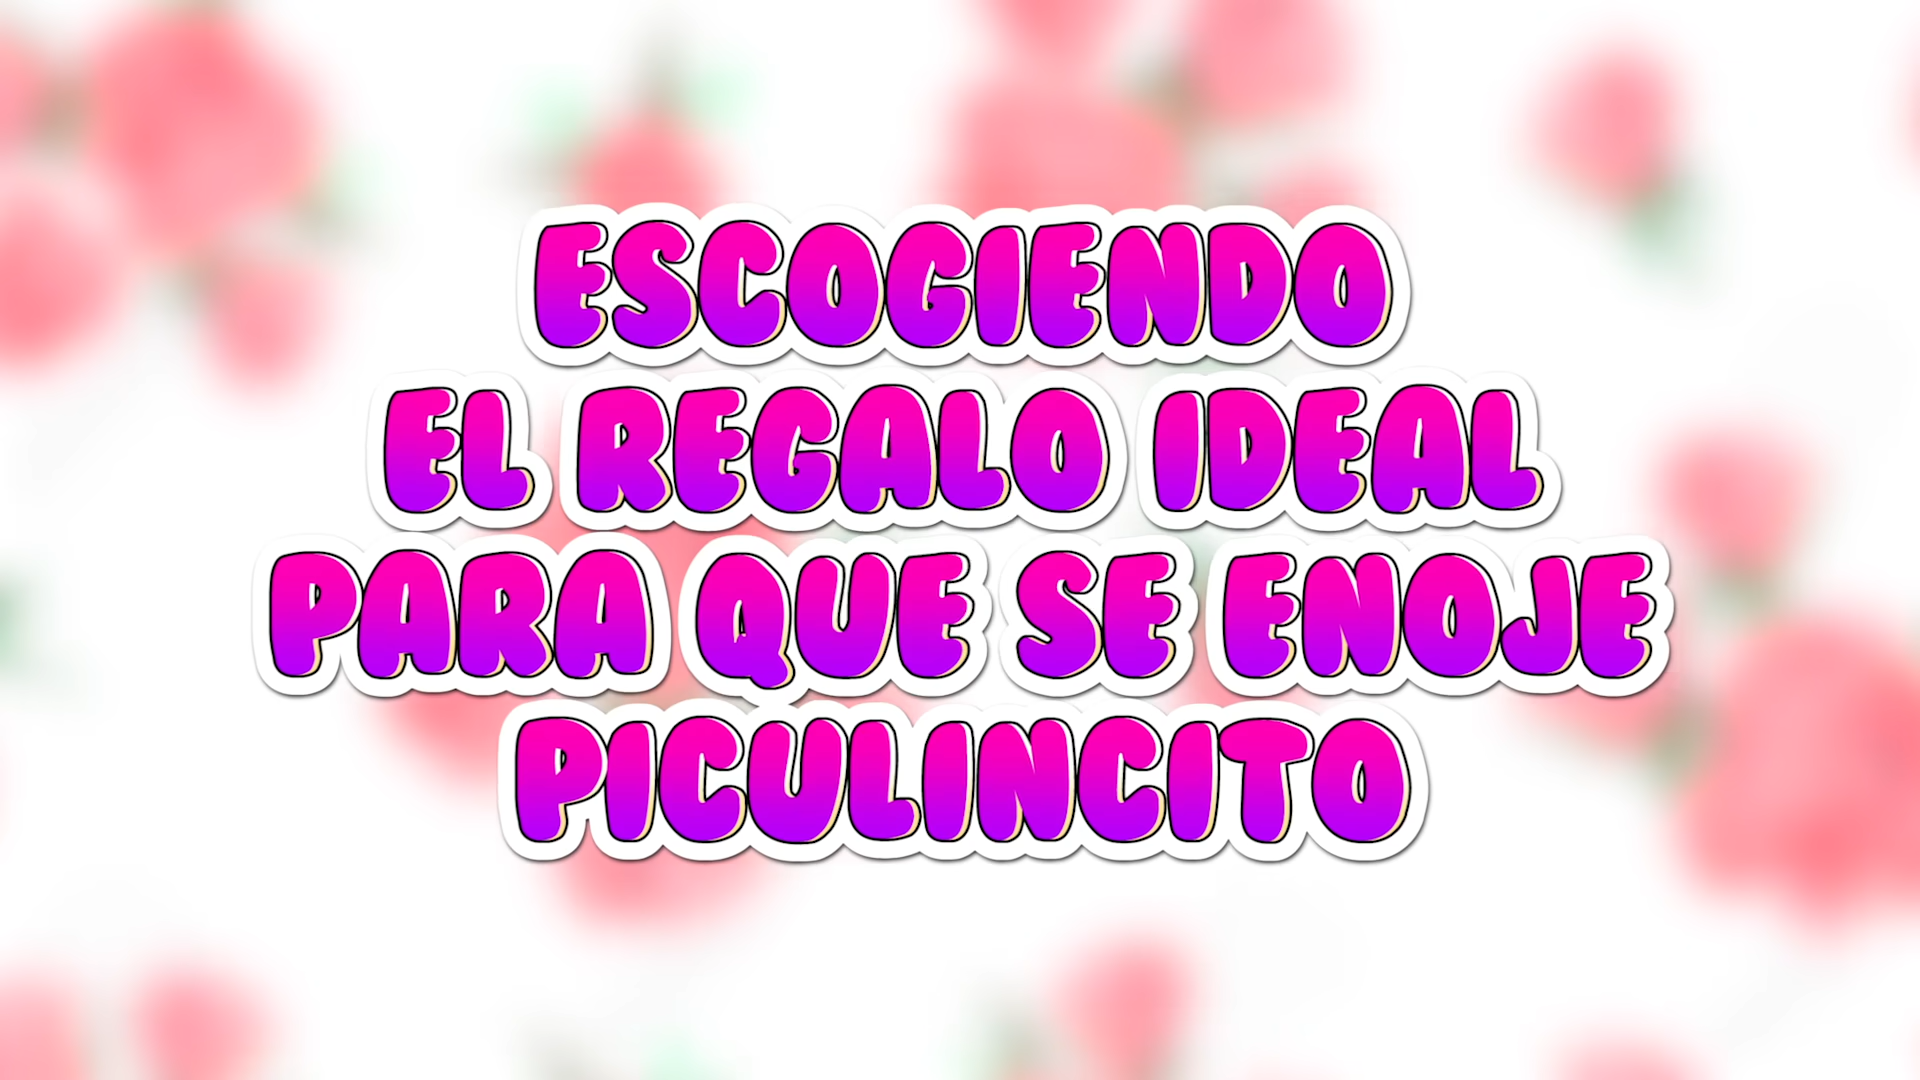 ESCOGIENDO
EL REGALO IDEAL
PARA QUE SE ENOJE
PICULINCITO